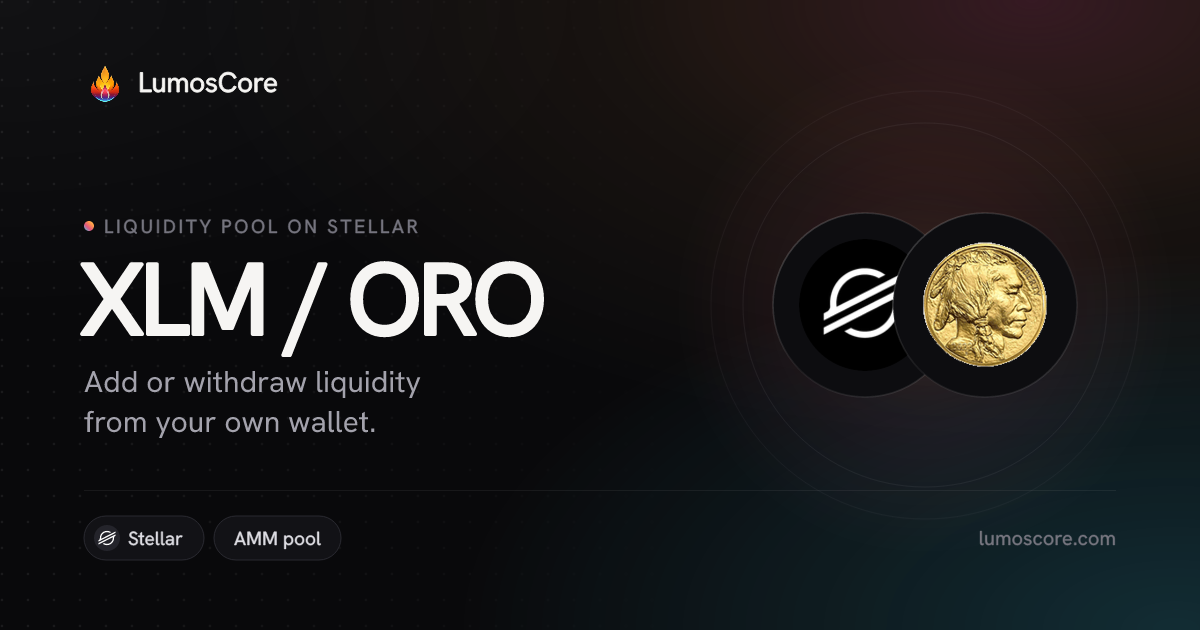 LumosCore
LIQUIDITY POOL ON STELLAR
XLM / ORO
Add or withdraw liquidity
from your own wallet.
Stellar
AMM pool
lumoscore.com